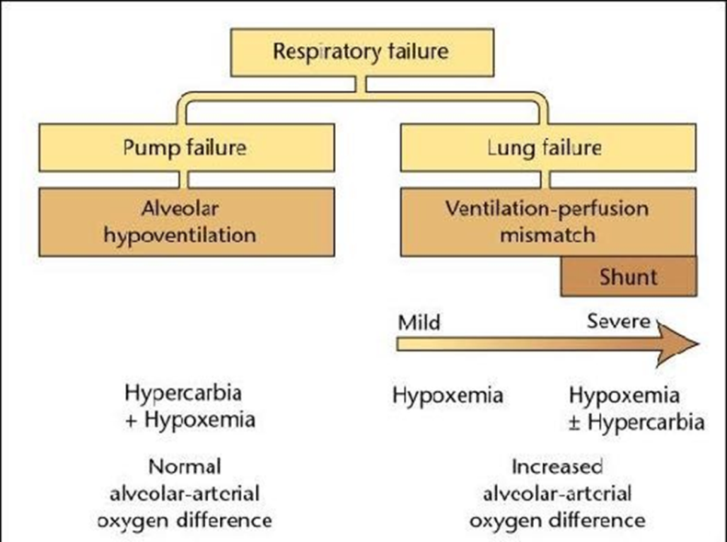 Respiratory failure
Pump failure
Lung failure
Alveolar
hypoventilation
Ventilation-perfusion
mismatch
Shunt
Mild
Severe
Hypercarbia
+ Hypoxemia
Hypoxemia
Hypoxemia
± Hypercarbia
Normal
alveolar-arterial
oxygen difference
Increased
alveolar-arterial
oxygen difference